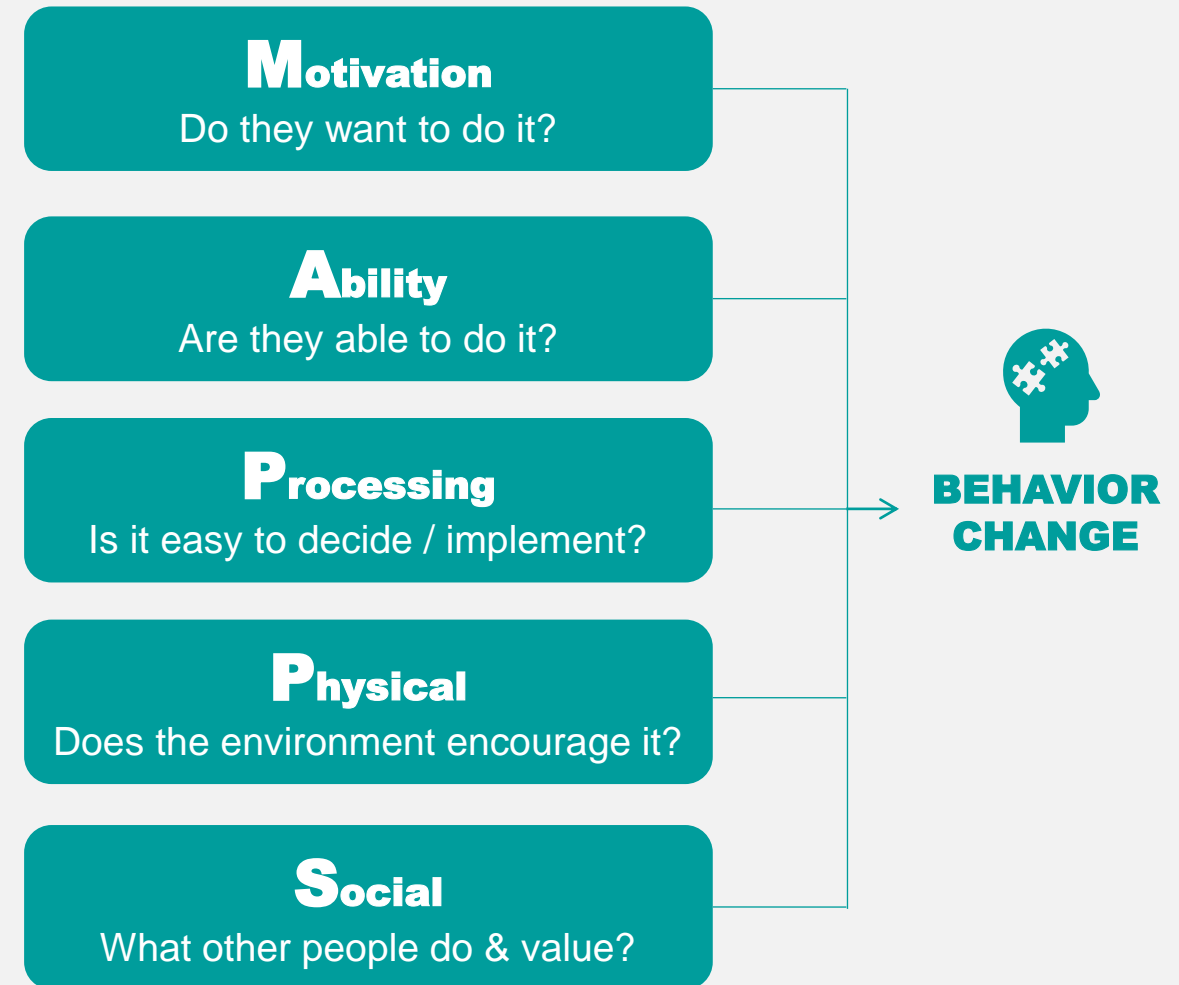 Motivation
Do they want to do it?
Ability
Are they able to do it?
Processing
Is it easy to decide / implement?
Physical
Does the environment encourage it?
Social
What other people do & value?
BEHAVIOR
CHANGE